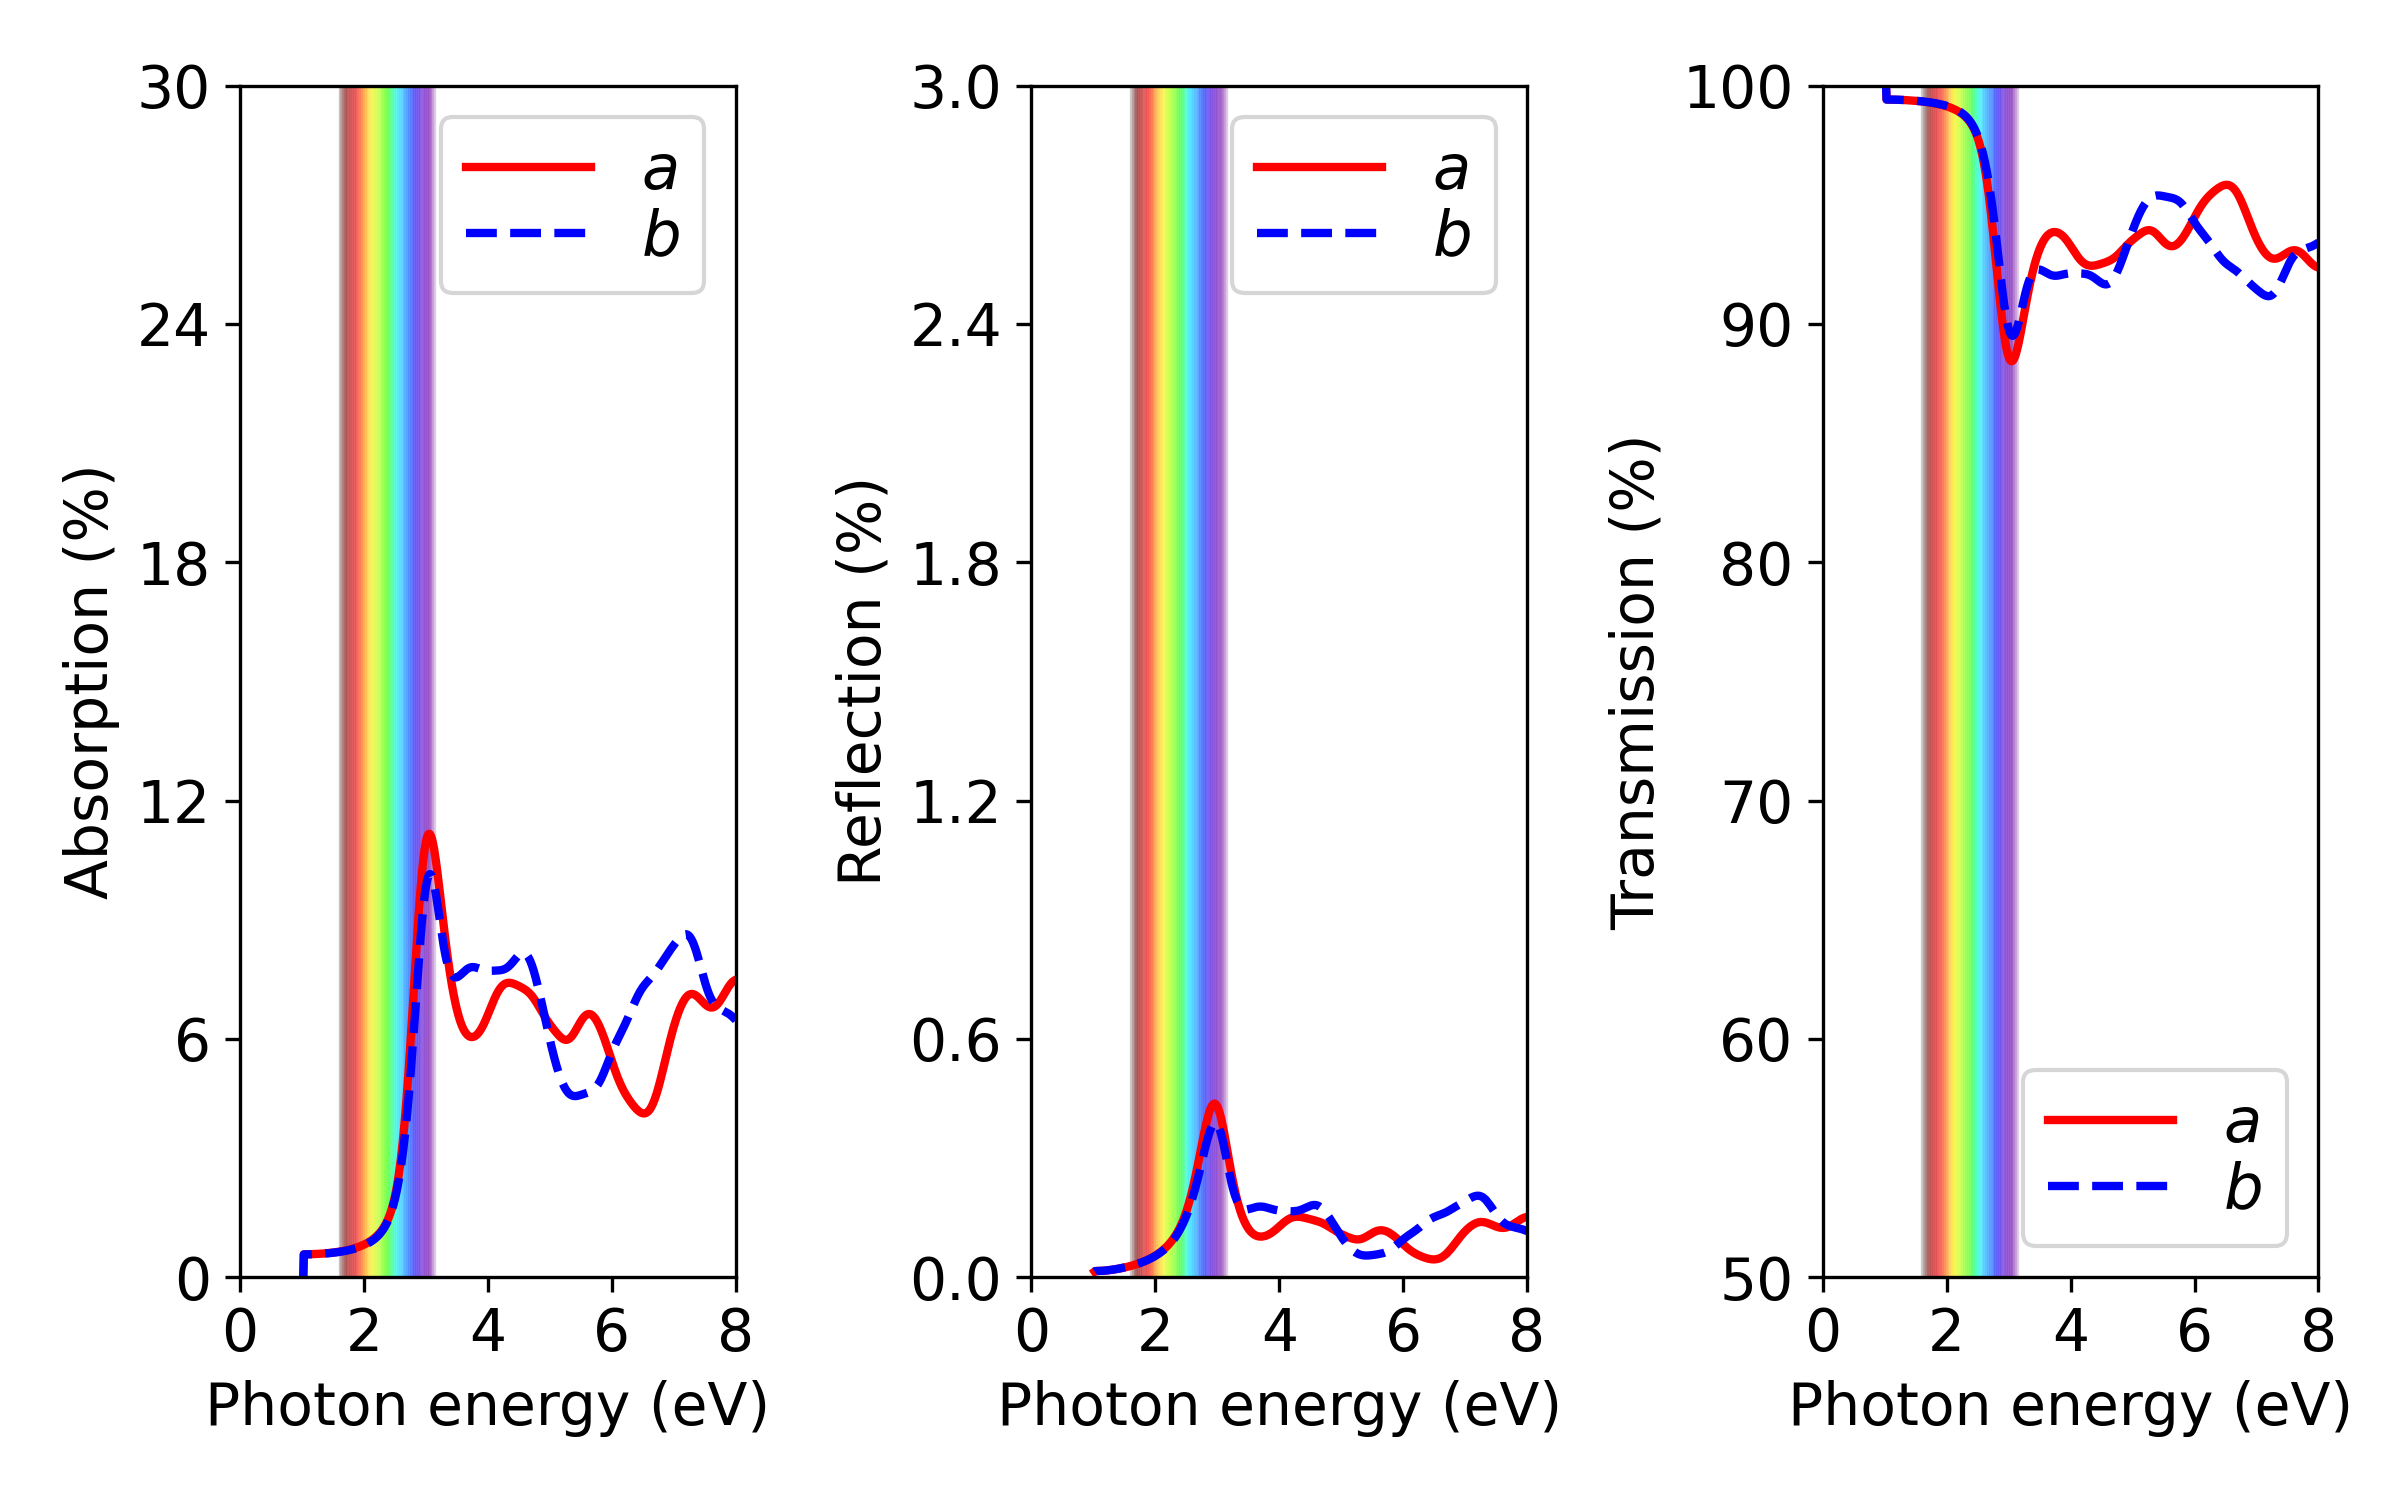 Absorption (%)
30
24
18
12
6
0
0 2 4 6 8
Photon energy (eV)
a
b
Reflection (%)
3.0
2.4
1.8
1.2
0.6
0.0
0 2 4 6 8
Photon energy (eV)
a
b
Transmission (%)
100
90
80
70
60
50
0 2 4 6 8
Photon energy (eV)
a
b